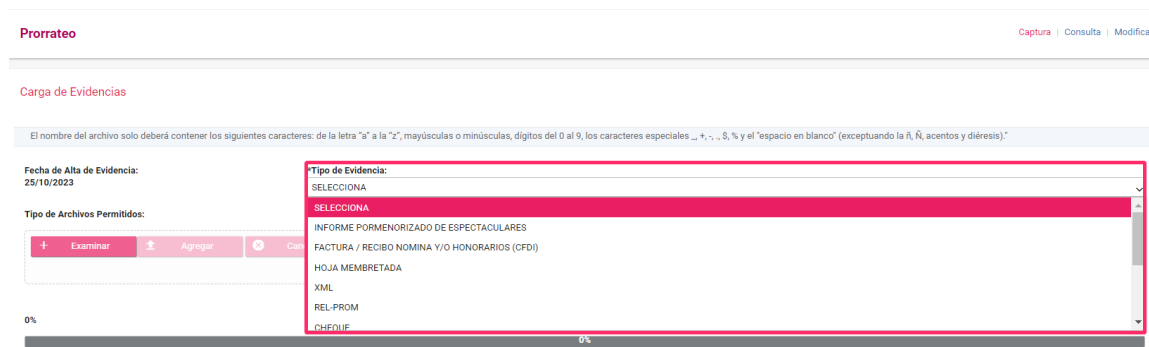 Prorrateo
Captura | Consulta | Modifica
Carga de Evidencias
El nombre del archivo solo deberá contener los siguientes caracteres: de la letra "a" a la "z", mayúsculas o minúsculas, dígitos del 0 al 9, los caracteres especiales _, +, -, ., $, % y el "espacio en blanco" (exceptuando la ñ, Ñ, acentos y diéresis)."
Fecha de Alta de Evidencia:
25/10/2023
*Tipo de Evidencia:
SELECCIONA
SELECCIONA
INFORME PORMENORIZADO DE ESPECTACULARES
FACTURA / RECIBO NOMINA Y/O HONORARIOS (CFDI)
HOJA MEMBRETADA
XML
REL-PROM
CHEQUE
Tipo de Archivos Permitidos:
+ Examinar Agregar Can
0%
0%